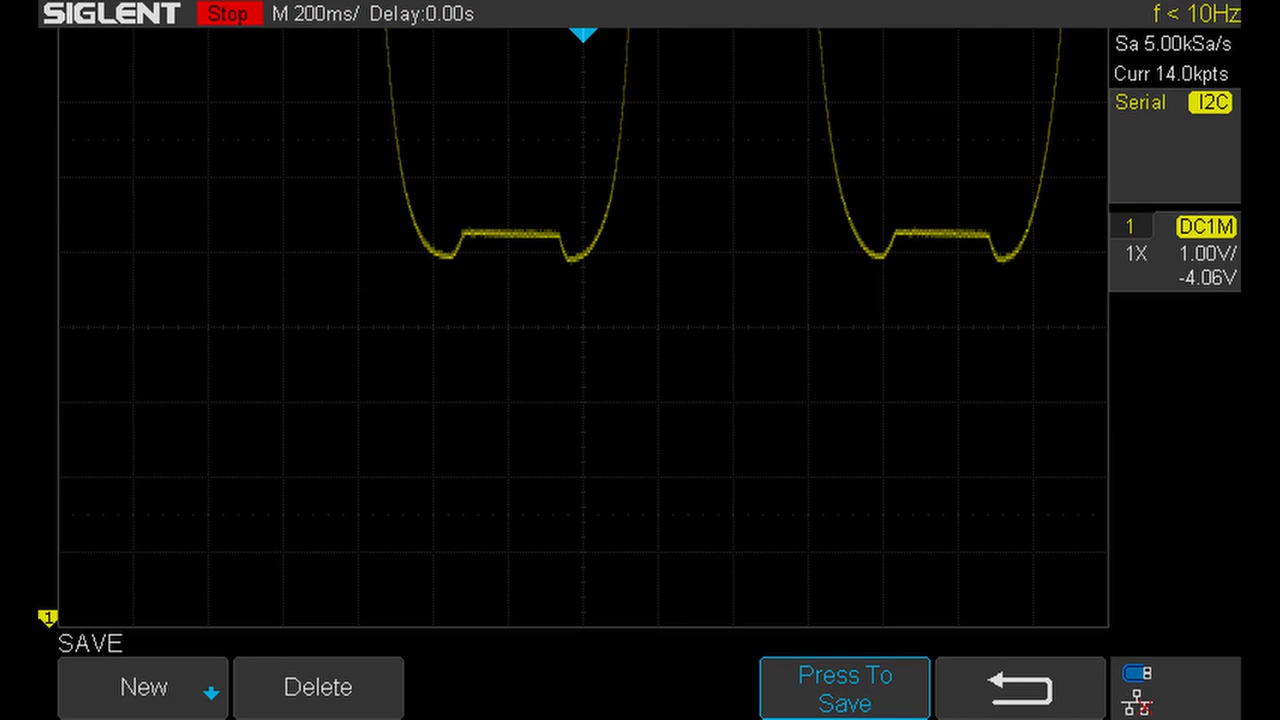 SIGLENT Stop M 200ms/ Delay:0.00s f < 10Hz
Sa 5.00kSa/s
Curr 14.0kpts
Serial I2C
1 DC1M
1X 1.00V/
-4.06V
1
SAVE
New Delete Press To Save